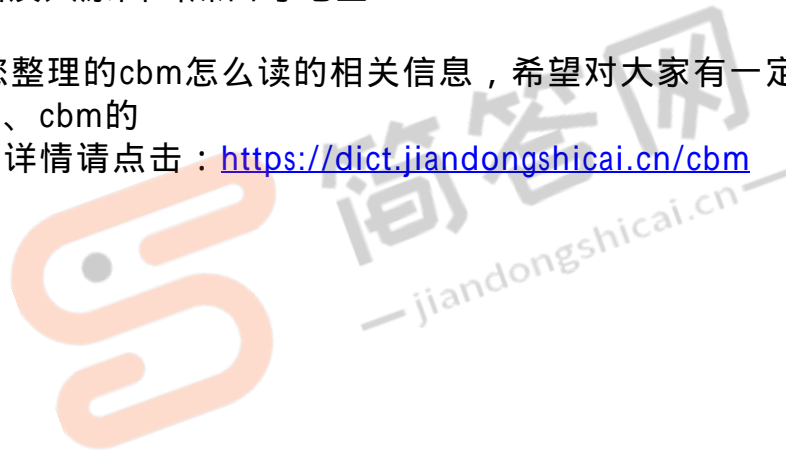 您整理的cbm怎么读的相关信息，希望对大家有一定
、cbm的
详情请点击：https://dict.jiandongshicai.cn/cbm
简答网
jiandongshicai.cn